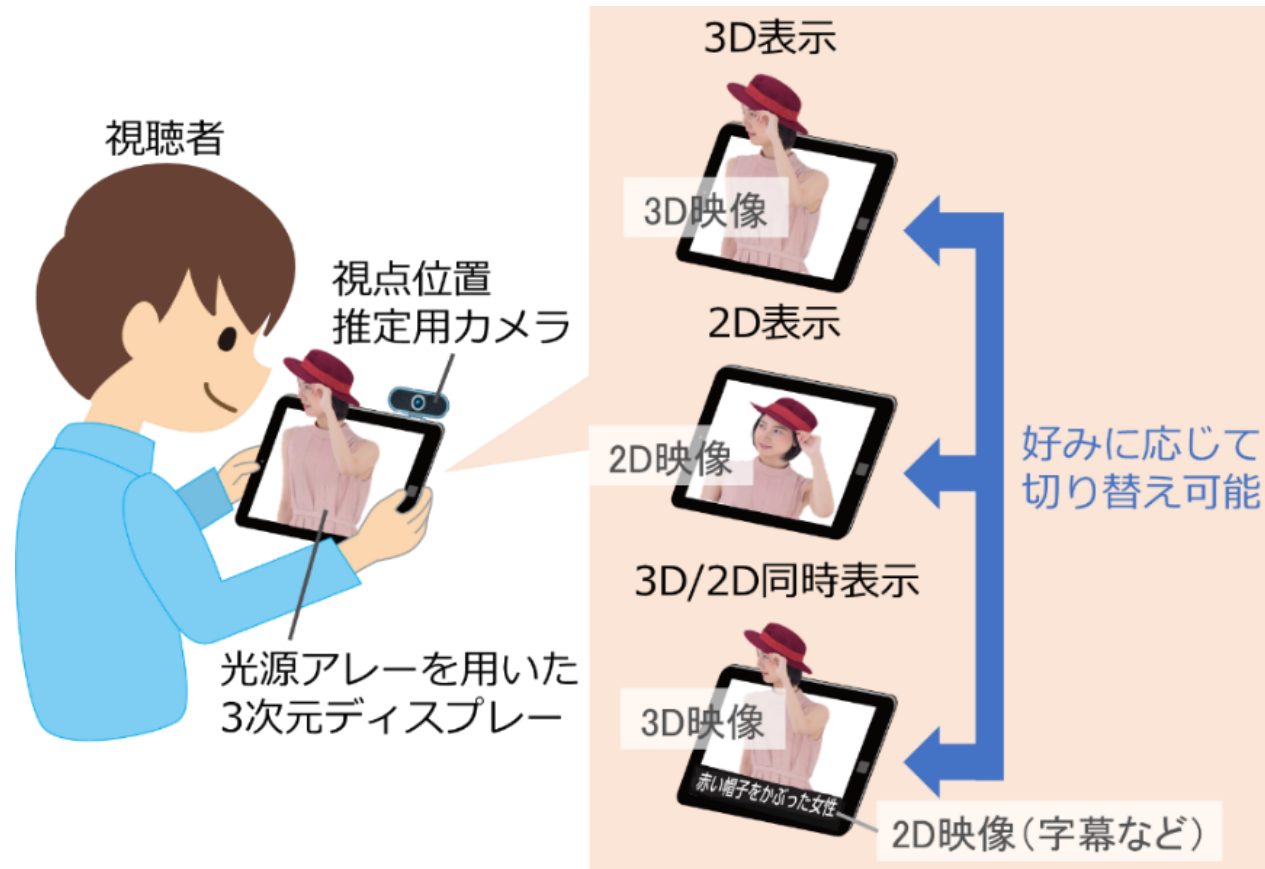 視聴者
視点位置
推定用カメラ
光源アレーを用いた
3次元ディスプレー
3D表示
3D映像
2D表示
2D映像
3D/2D同時表示
3D映像
赤い帽子をかぶった女性
2D映像(字幕など)
好みに応じて
切り替え可能